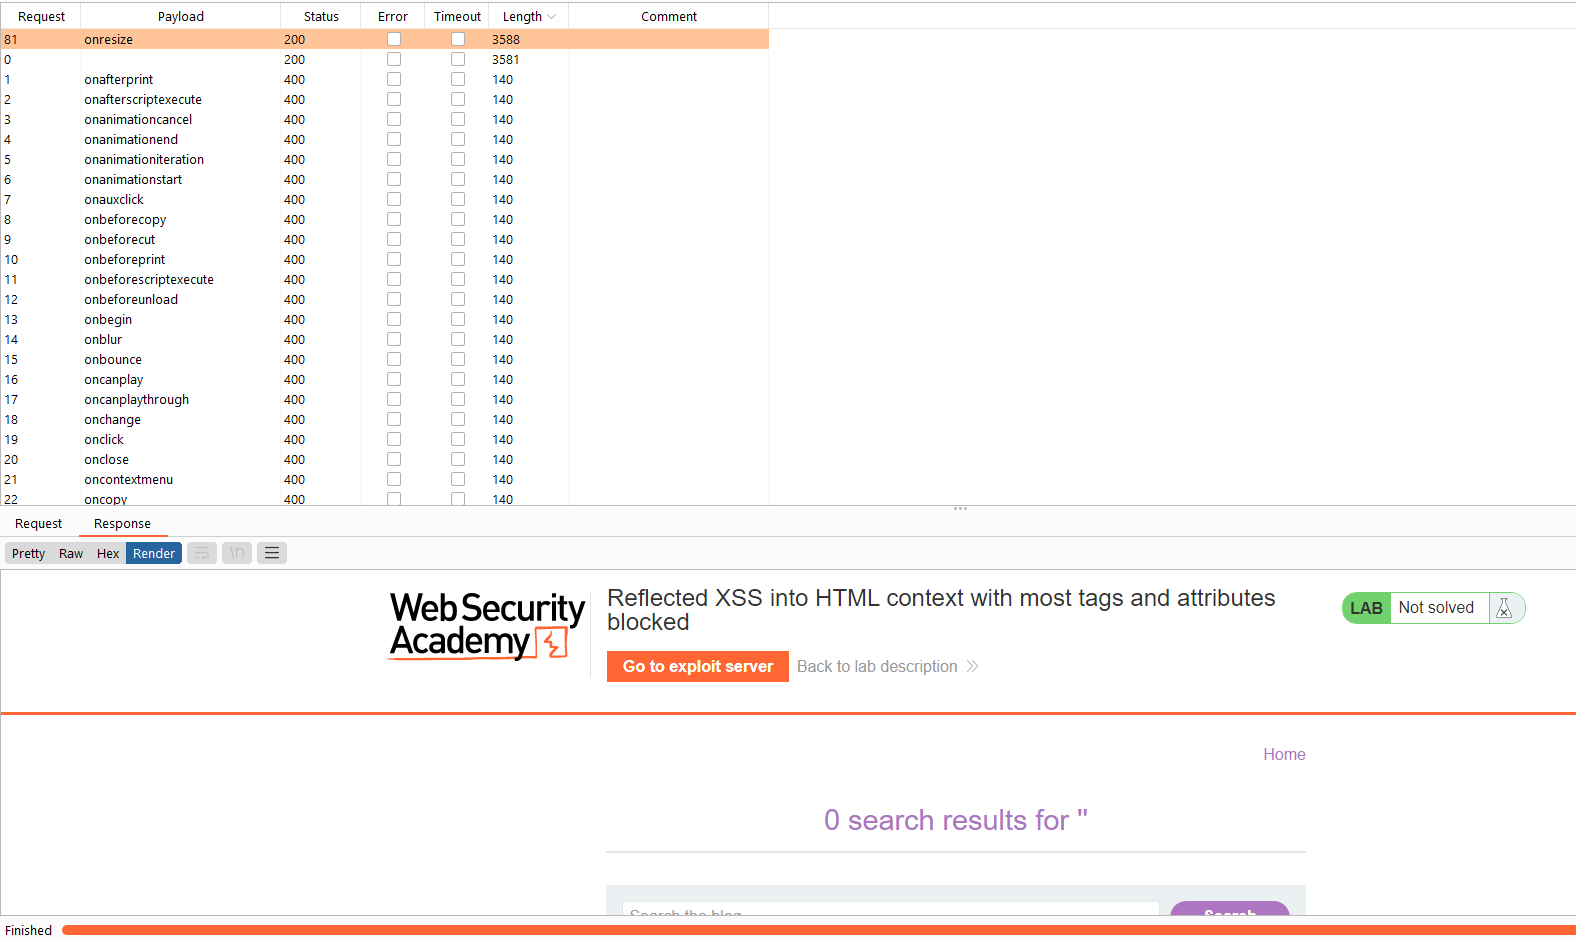 Request Payload Status Error Timeout Length Comment
81 onresize 200 3588
0 200 3581
1 onafterprint 400 140
2 onafterscriptexecute 400 140
3 onanimationcancel 400 140
4 onanimationend 400 140
5 onanimationiteration 400 140
6 onanimationstart 400 140
7 onauxclick 400 140
8 onbeforecopy 400 140
9 onbeforecut 400 140
10 onbeforeprint 400 140
11 onbeforescriptexecute 400 140
12 onbeforeunload 400 140
13 onbegin 400 140
14 onblur 400 140
15 onbounce 400 140
16 oncanplay 400 140
17 oncanplaythrough 400 140
18 onchange 400 140
19 onclick 400 140
20 onclose 400 140
21 oncontextmenu 400 140
22 oncopy 400 140
Request Response
Pretty Raw Hex Render \n
Web Security
Academy
Reflected XSS into HTML context with most tags and attributes
blocked
LAB Not solved
Go to exploit server Back to lab description
Home
0 search results for ''
Search the blog Search
Finished